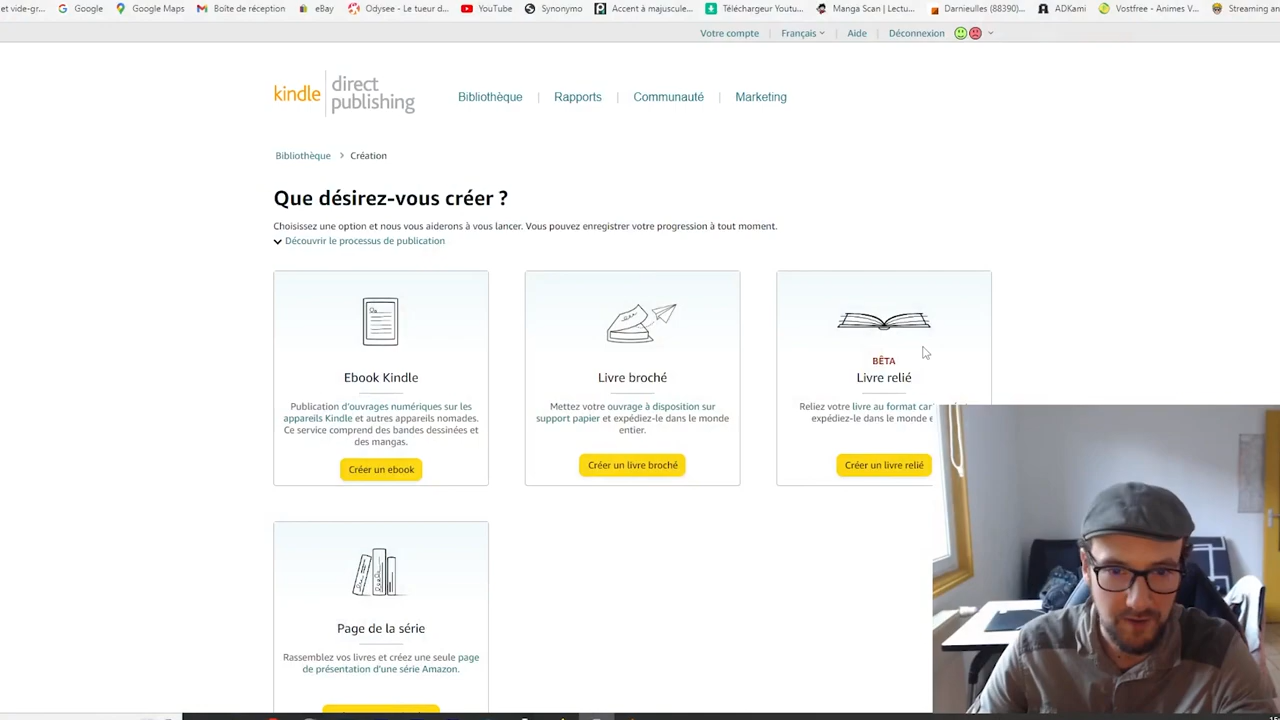 et vide-gr... Google Google Maps Boîte de réception eBay Odysee - Le tueur d... YouTube Synonymo Accent à majuscule... Télécharger Youtu... Manga Scan | Lectu... Darnieulles (88390)... ADKami Vostfree - Animes V... Streaming an
Votre compte Français Aide Déconnexion
kindle direct publishing
Bibliothèque Rapports Communauté Marketing
Bibliothèque > Création
Que désirez-vous créer ?
Choisissez une option et nous vous aiderons à vous lancer. Vous pouvez enregistrer votre progression à tout moment.
Découvrir le processus de publication
Ebook Kindle
Publication d'ouvrages numériques sur les
appareils Kindle et autres appareils nomades.
Ce service comprend des bandes dessinées et
des mangas.
Créer un ebook
Livre broché
Mettez votre ouvrage à disposition sur
support papier et expédiez-le dans le monde
entier.
Créer un livre broché
BÊTA
Livre relié
Reliez votre livre au format car
expédiez-le dans le monde e
Créer un livre relié
Page de la série
Rassemblez vos livres et créez une seule page
de présentation d'une série Amazon.